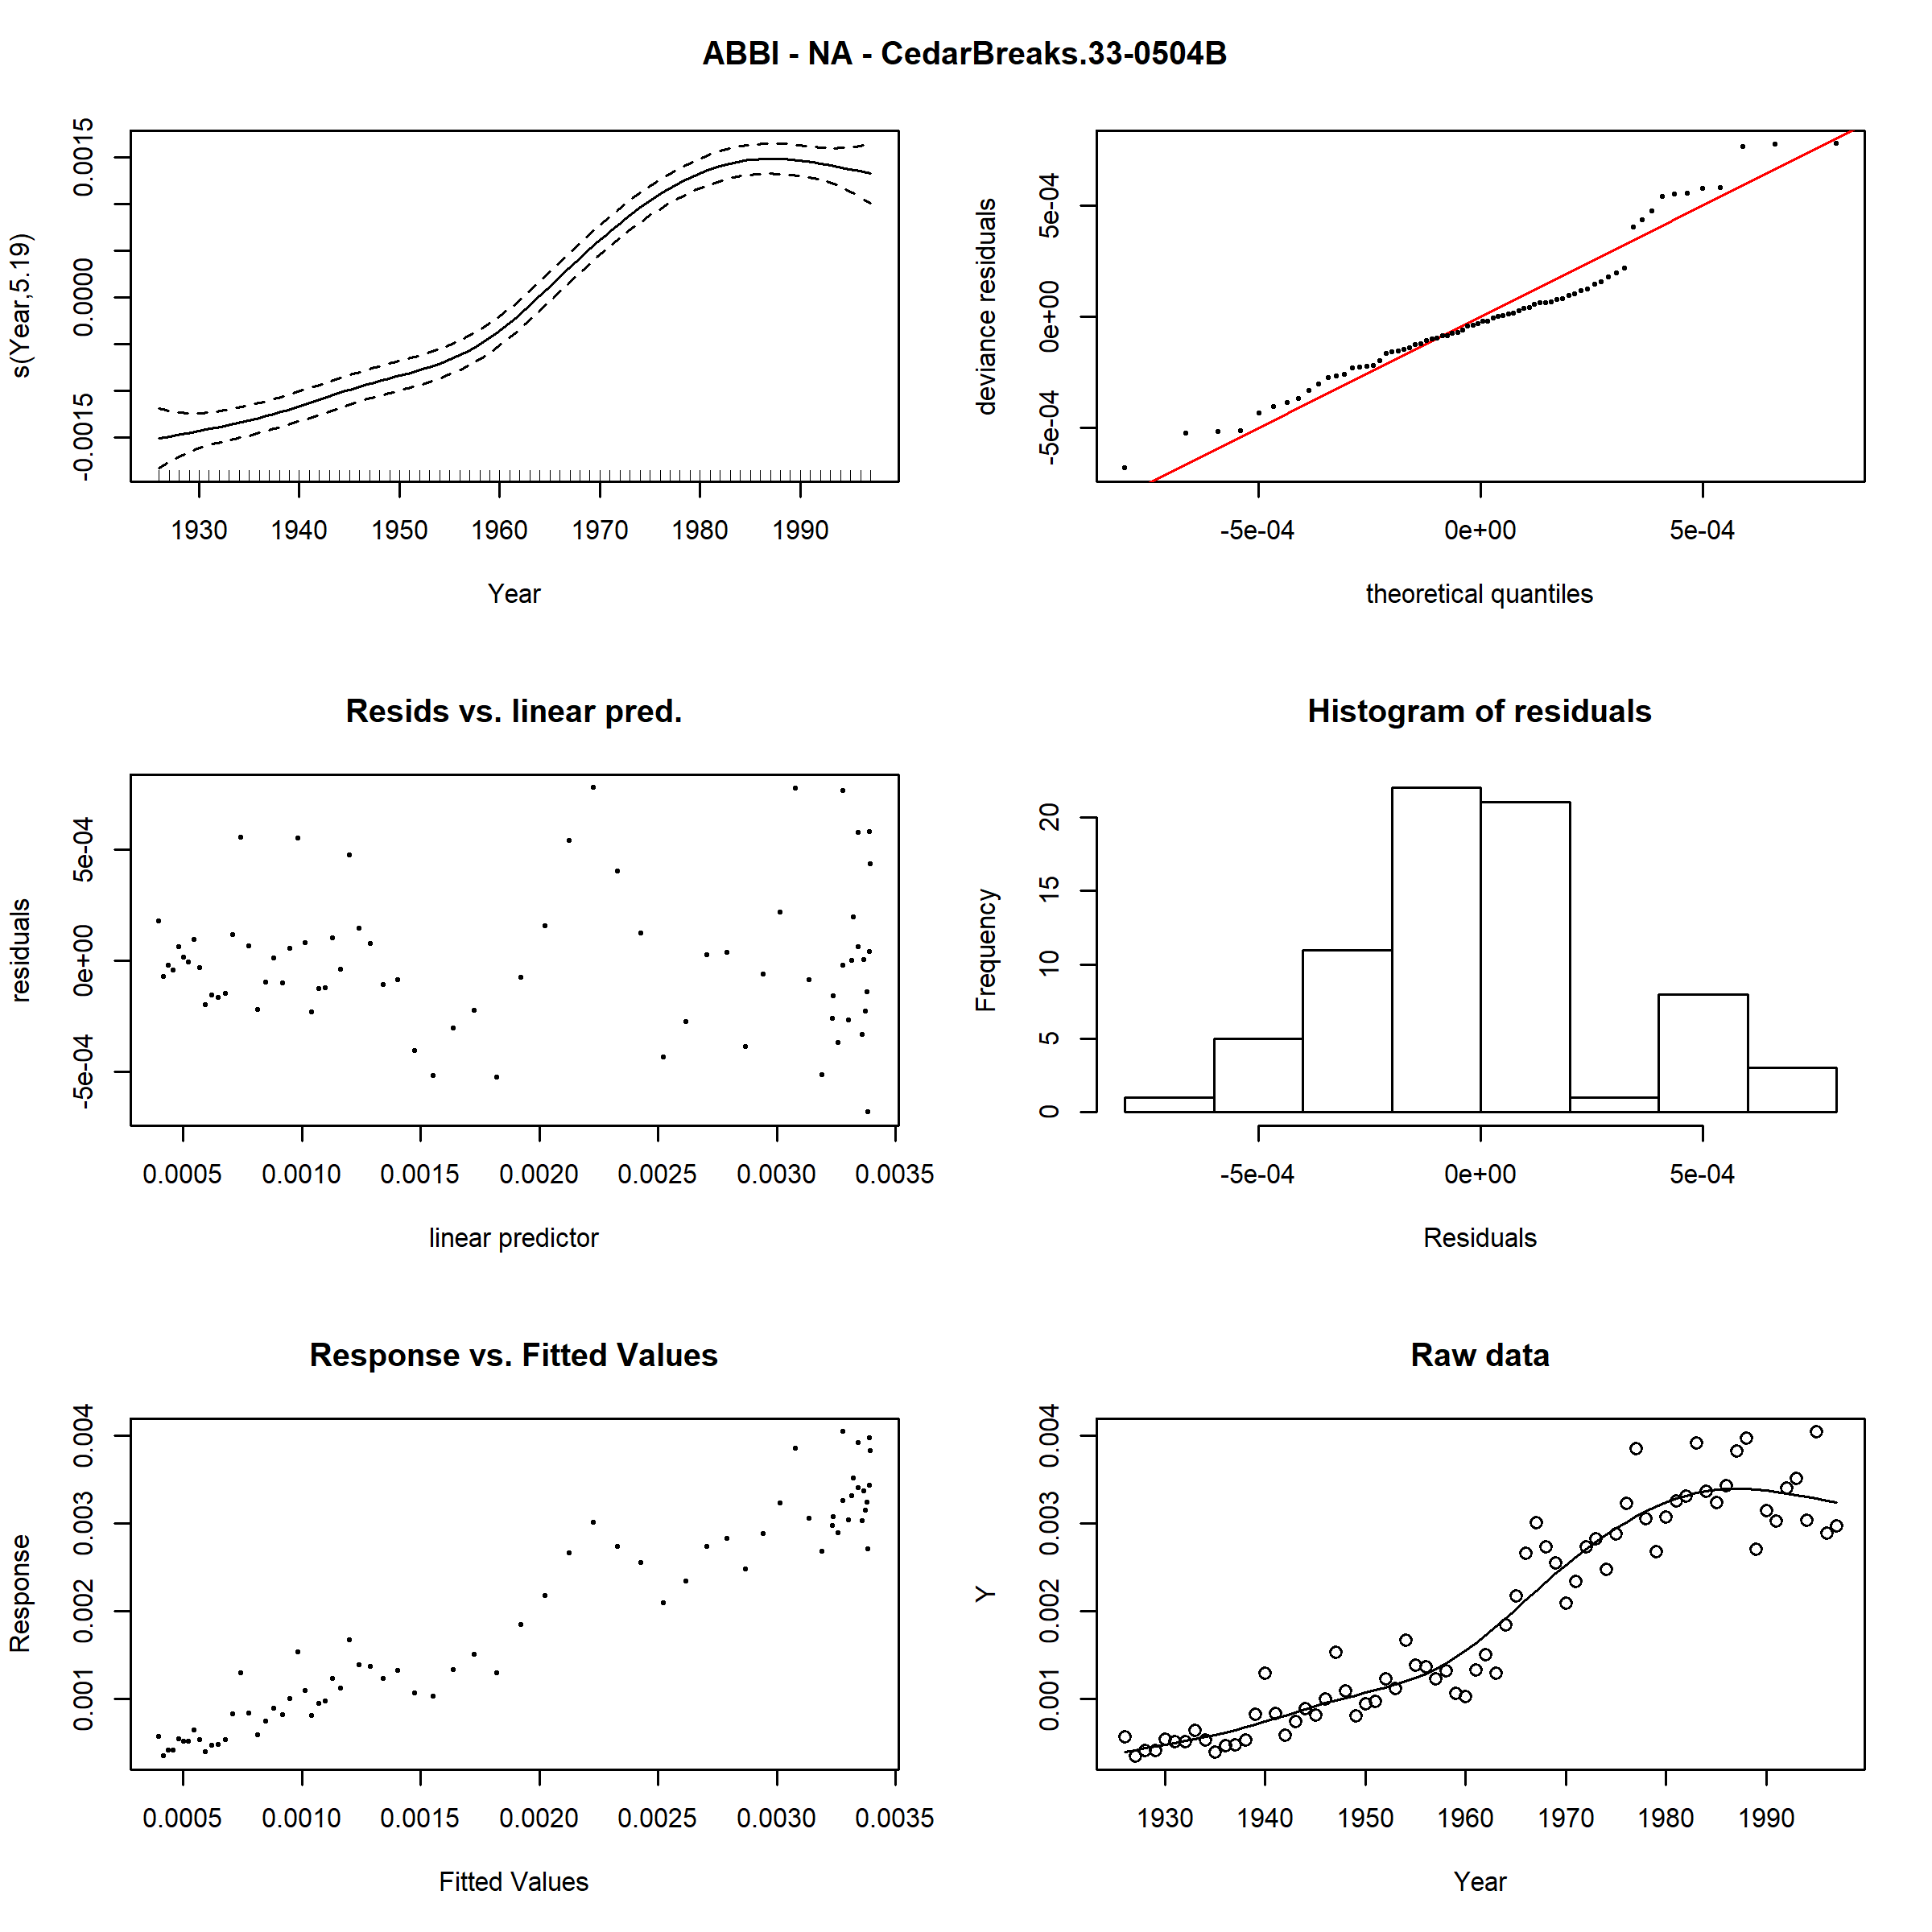 ABBI - NA - CedarBreaks.33-0504B
s(Year,5.19)
-0.0015 0.0000 0.0015
1930 1940 1950 1960 1970 1980 1990
Year
deviance residuals
-5e-04 0e+00 5e-04
-5e-04 0e+00 5e-04
theoretical quantiles
Resids vs. linear pred.
residuals
-5e-04 0e+00 5e-04
0.0005 0.0010 0.0015 0.0020 0.0025 0.0030 0.0035
linear predictor
Histogram of residuals
Frequency
0 5 10 15 20
-5e-04 0e+00 5e-04
Residuals
Response vs. Fitted Values
Response
0.001 0.002 0.003 0.004
0.0005 0.0010 0.0015 0.0020 0.0025 0.0030 0.0035
Fitted Values
Raw data
Y
0.001 0.002 0.003 0.004
1930 1940 1950 1960 1970 1980 1990
Year